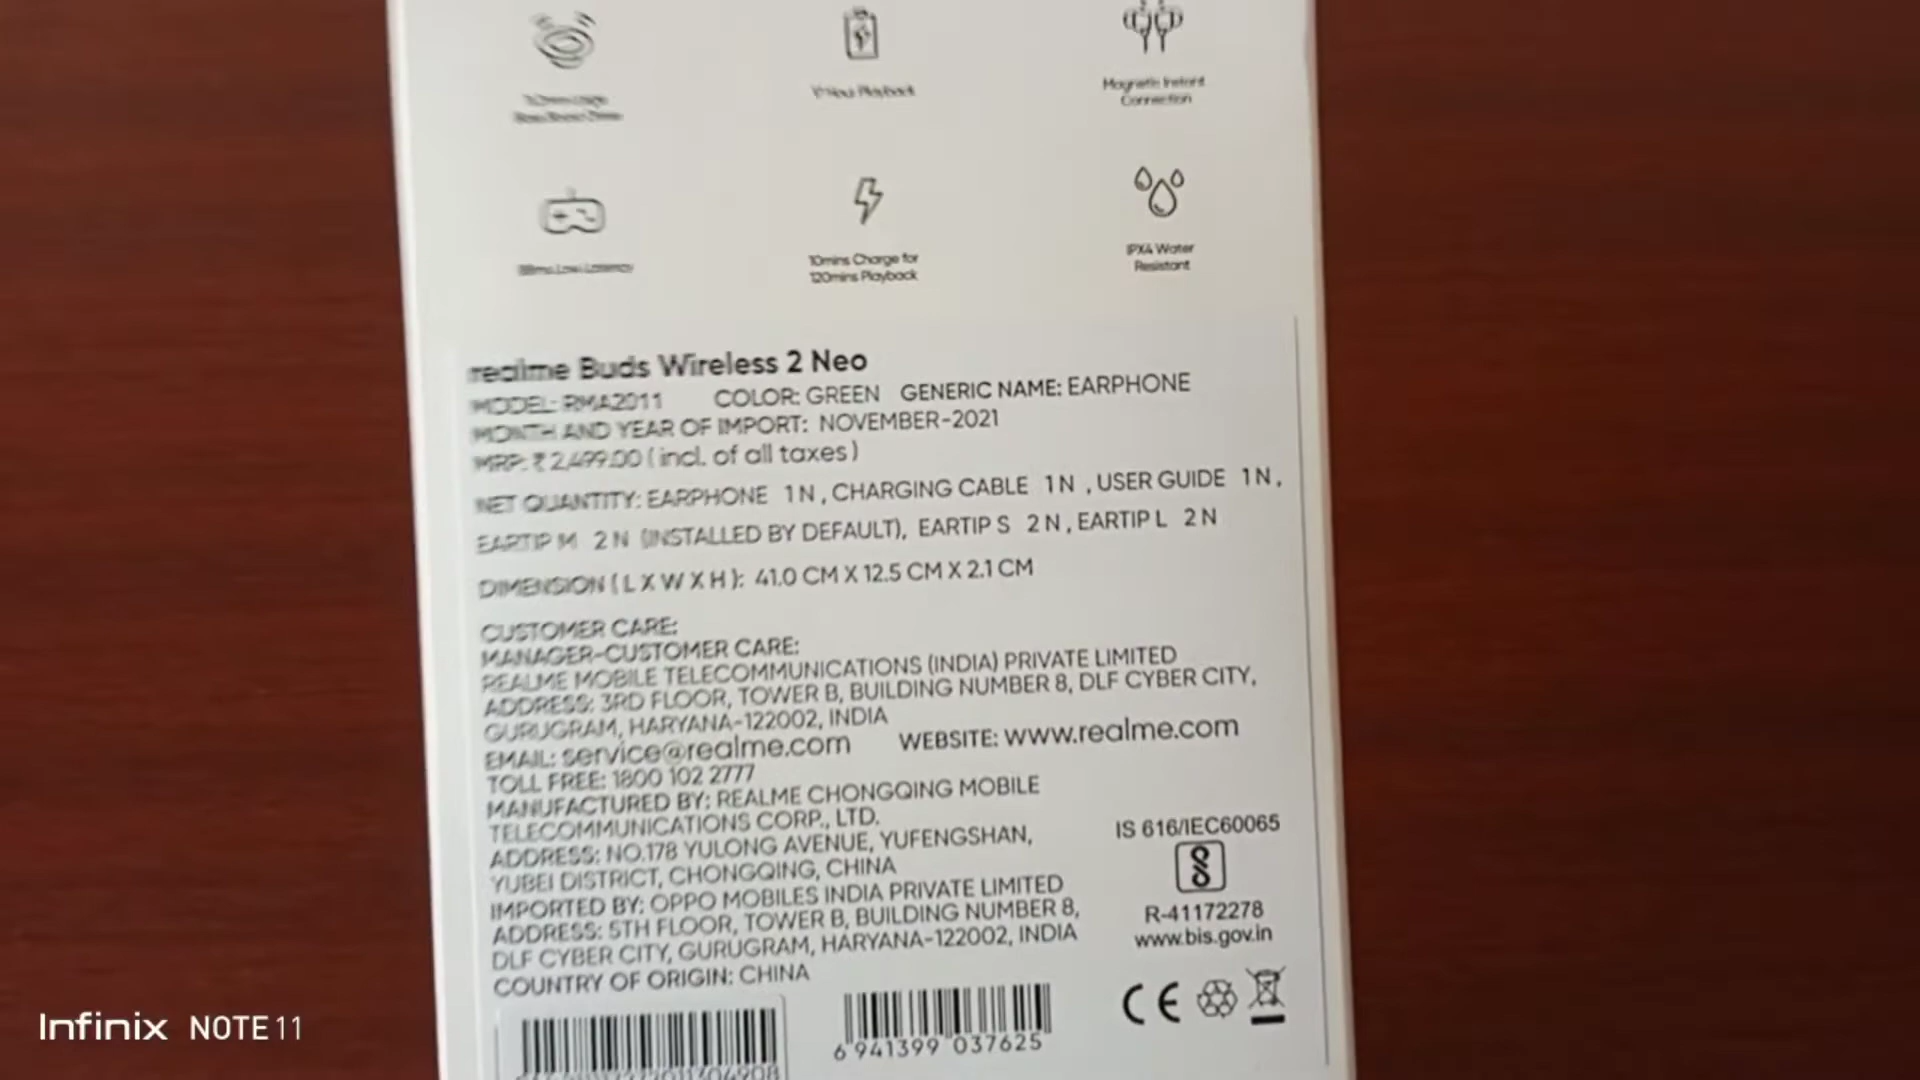 Magnetic Instant
Connection
88ms Low Latency
10mins Charge for
120mins Playback
IPX4 Water
Resistant
realme Buds Wireless 2 Neo
MODEL: RMA2011 COLOR: GREEN GENERIC NAME: EARPHONE
MONTH AND YEAR OF IMPORT: NOVEMBER-2021
MRP: ₹ 2,499.00 ( incl. of all taxes )
NET QUANTITY: EARPHONE 1 N , CHARGING CABLE 1 N , USER GUIDE 1 N ,
EARTIP M 2 N (INSTALLED BY DEFAULT), EARTIP S 2 N , EARTIP L 2 N
DIMENSION ( L X W X H ): 41.0 CM X 12.5 CM X 2.1 CM
CUSTOMER CARE:
MANAGER-CUSTOMER CARE:
REALME MOBILE TELECOMMUNICATIONS (INDIA) PRIVATE LIMITED
ADDRESS: 3RD FLOOR, TOWER B, BUILDING NUMBER 8, DLF CYBER CITY,
GURUGRAM, HARYANA-122002, INDIA
EMAIL: service@realme.com WEBSITE: www.realme.com
TOLL FREE: 1800 102 2777
MANUFACTURED BY: REALME CHONGQING MOBILE
TELECOMMUNICATIONS CORP., LTD.
ADDRESS: NO.178 YULONG AVENUE, YUFENGSHAN,
YUBEI DISTRICT, CHONGQING, CHINA
IMPORTED BY: OPPO MOBILES INDIA PRIVATE LIMITED
ADDRESS: 5TH FLOOR, TOWER B, BUILDING NUMBER 8,
DLF CYBER CITY, GURUGRAM, HARYANA-122002, INDIA
COUNTRY OF ORIGIN: CHINA
IS 616/IEC60065
R-41172278
www.bis.gov.in
CE
6 941399 037625
Infinix NOTE 11